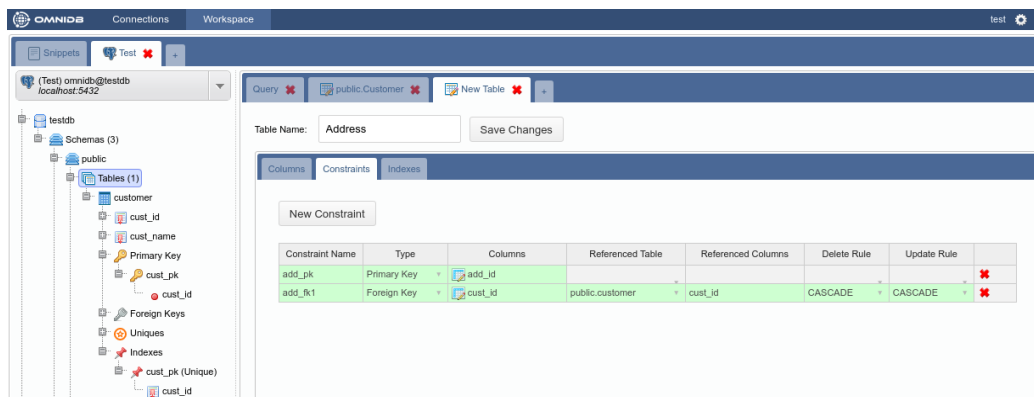 OMNIDB Connections Workspace test
Snippets Test +
(Test) omnidb@testdb
localhost:5432
Query public.Customer New Table +
testdb
Schemas (3)
public
Tables (1)
customer
cust_id
cust_name
Primary Key
cust_pk
cust_id
Foreign Keys
Uniques
Indexes
cust_pk (Unique)
cust_id
Table Name: Address Save Changes
Columns Constraints Indexes
New Constraint
Constraint Name Type Columns Referenced Table Referenced Columns Delete Rule Update Rule
add_pk Primary Key add_id
add_fk1 Foreign Key cust_id public.customer cust_id CASCADE CASCADE